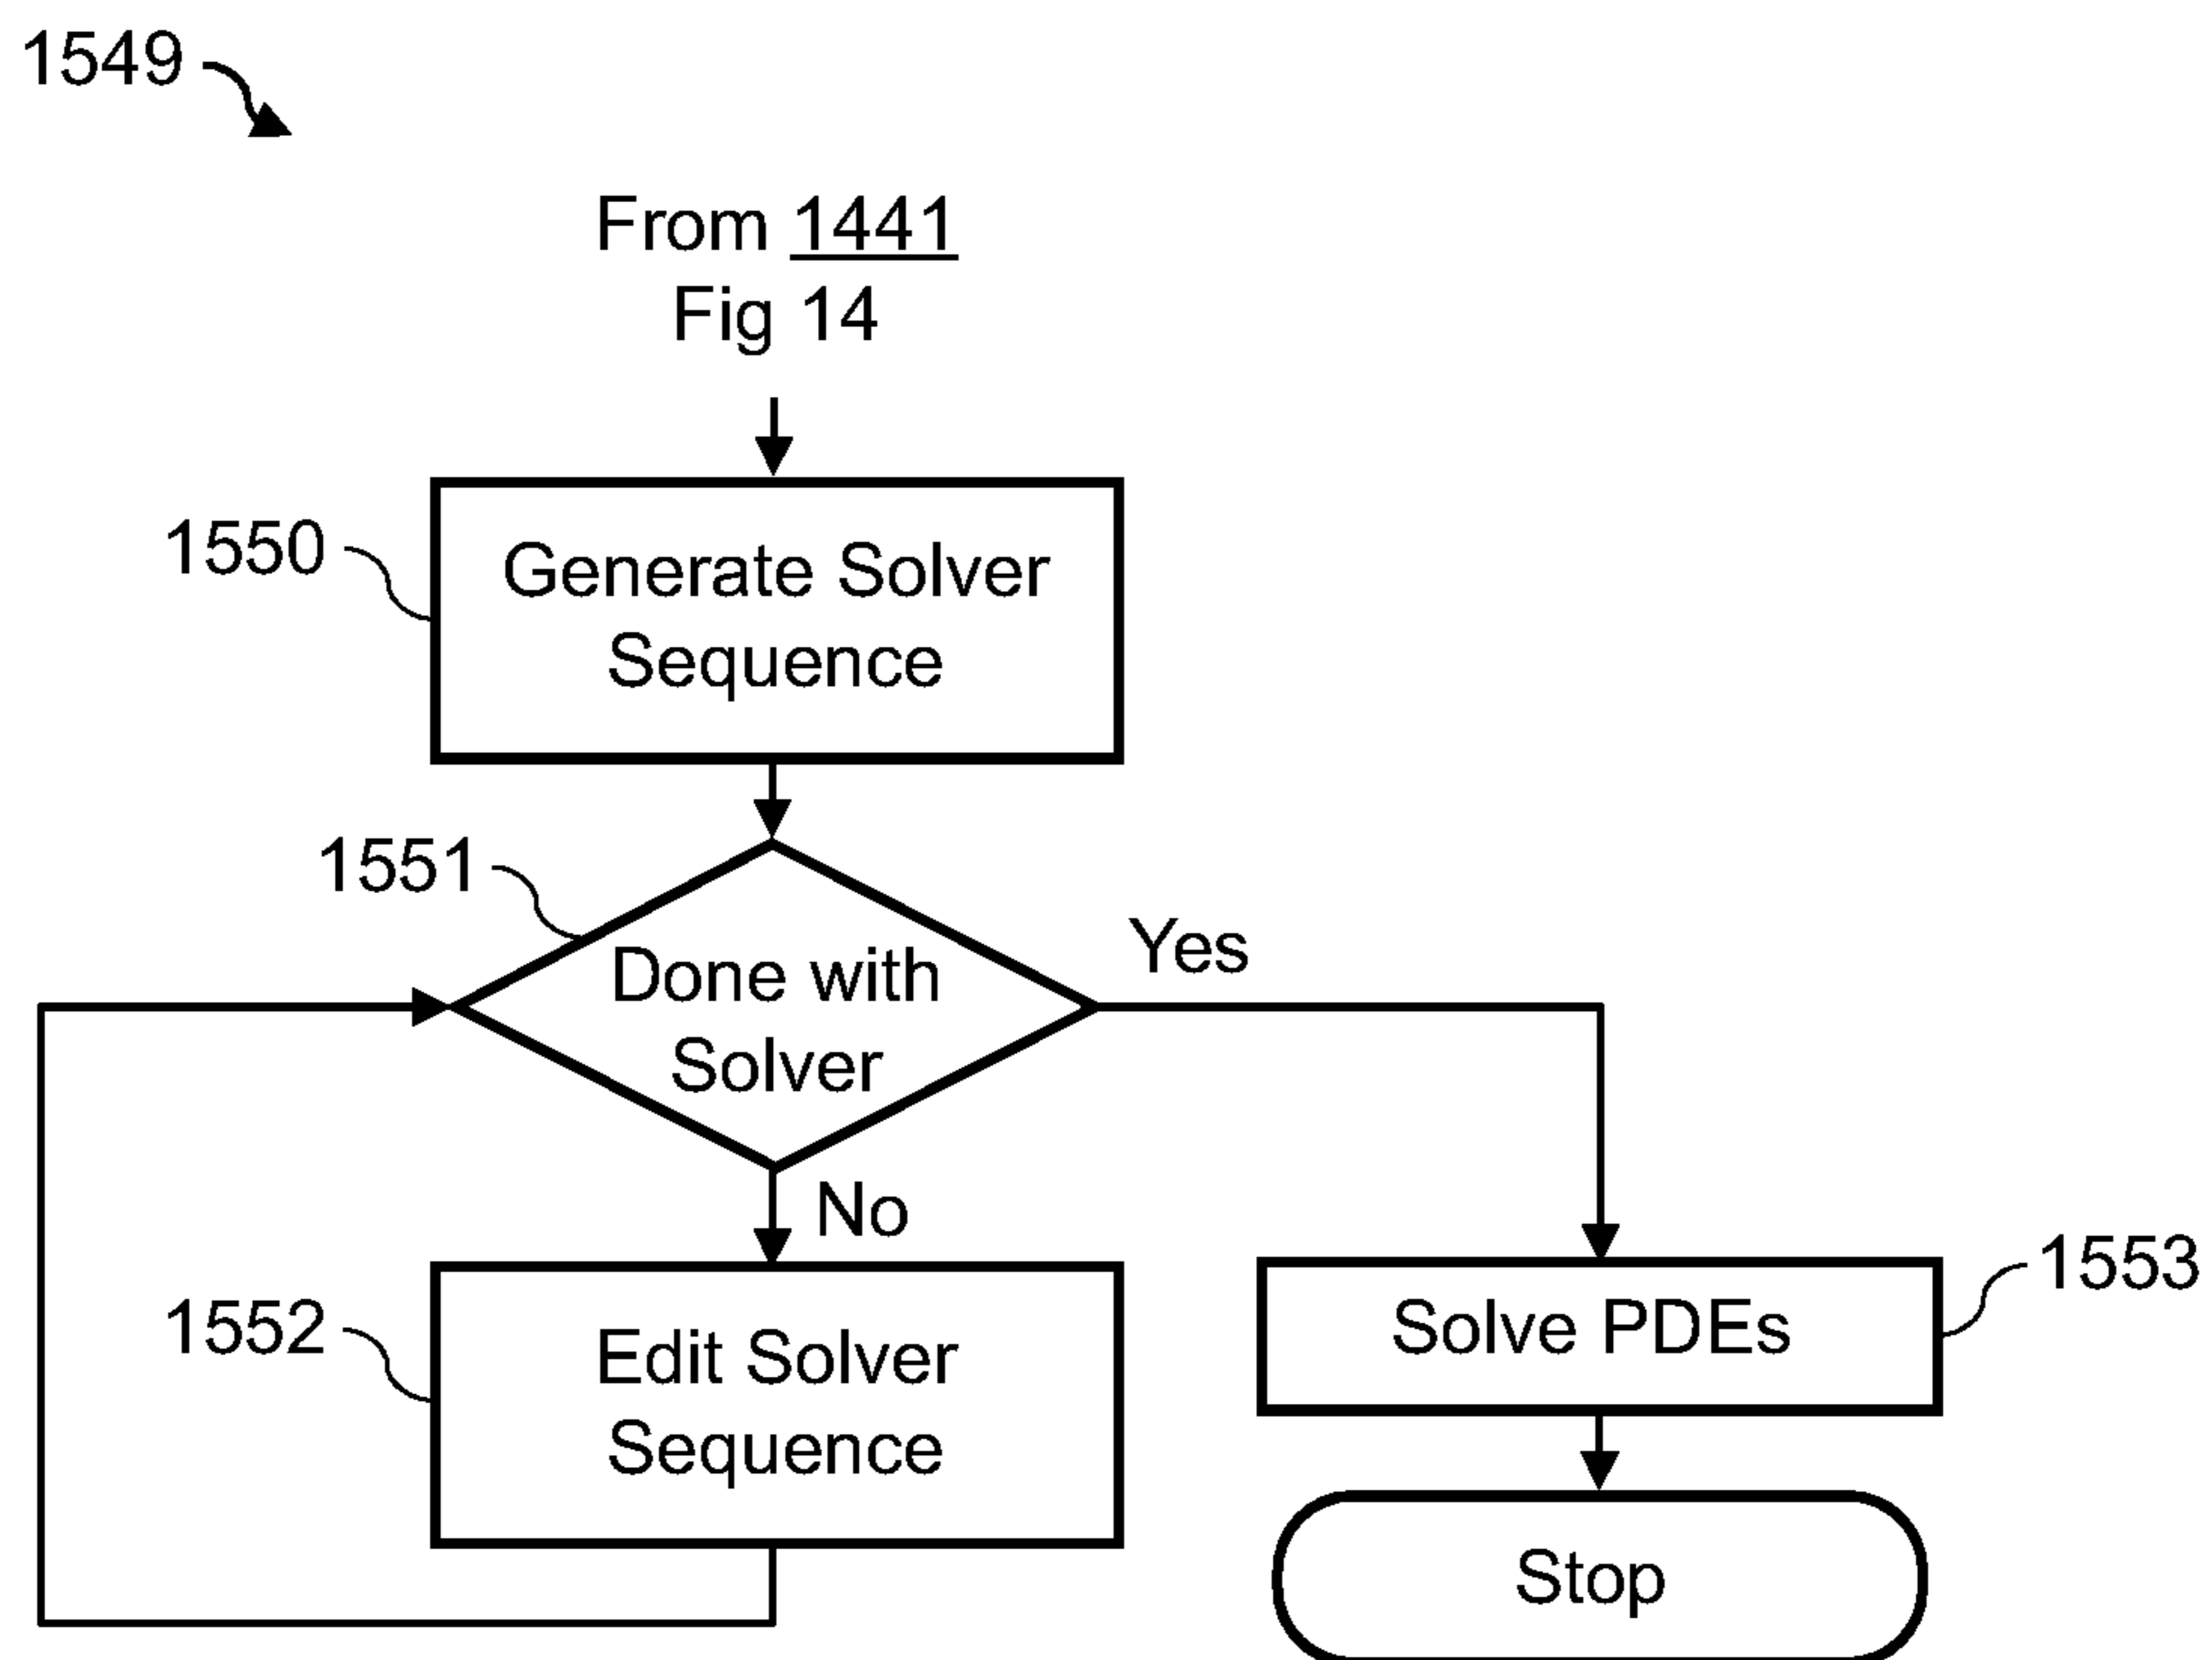 1549
From 1441
Fig 14
1550
Generate Solver
Sequence
1551
Done with
Solver
Yes
No
1552
Edit Solver
Sequence
Solve PDEs
1553
Stop